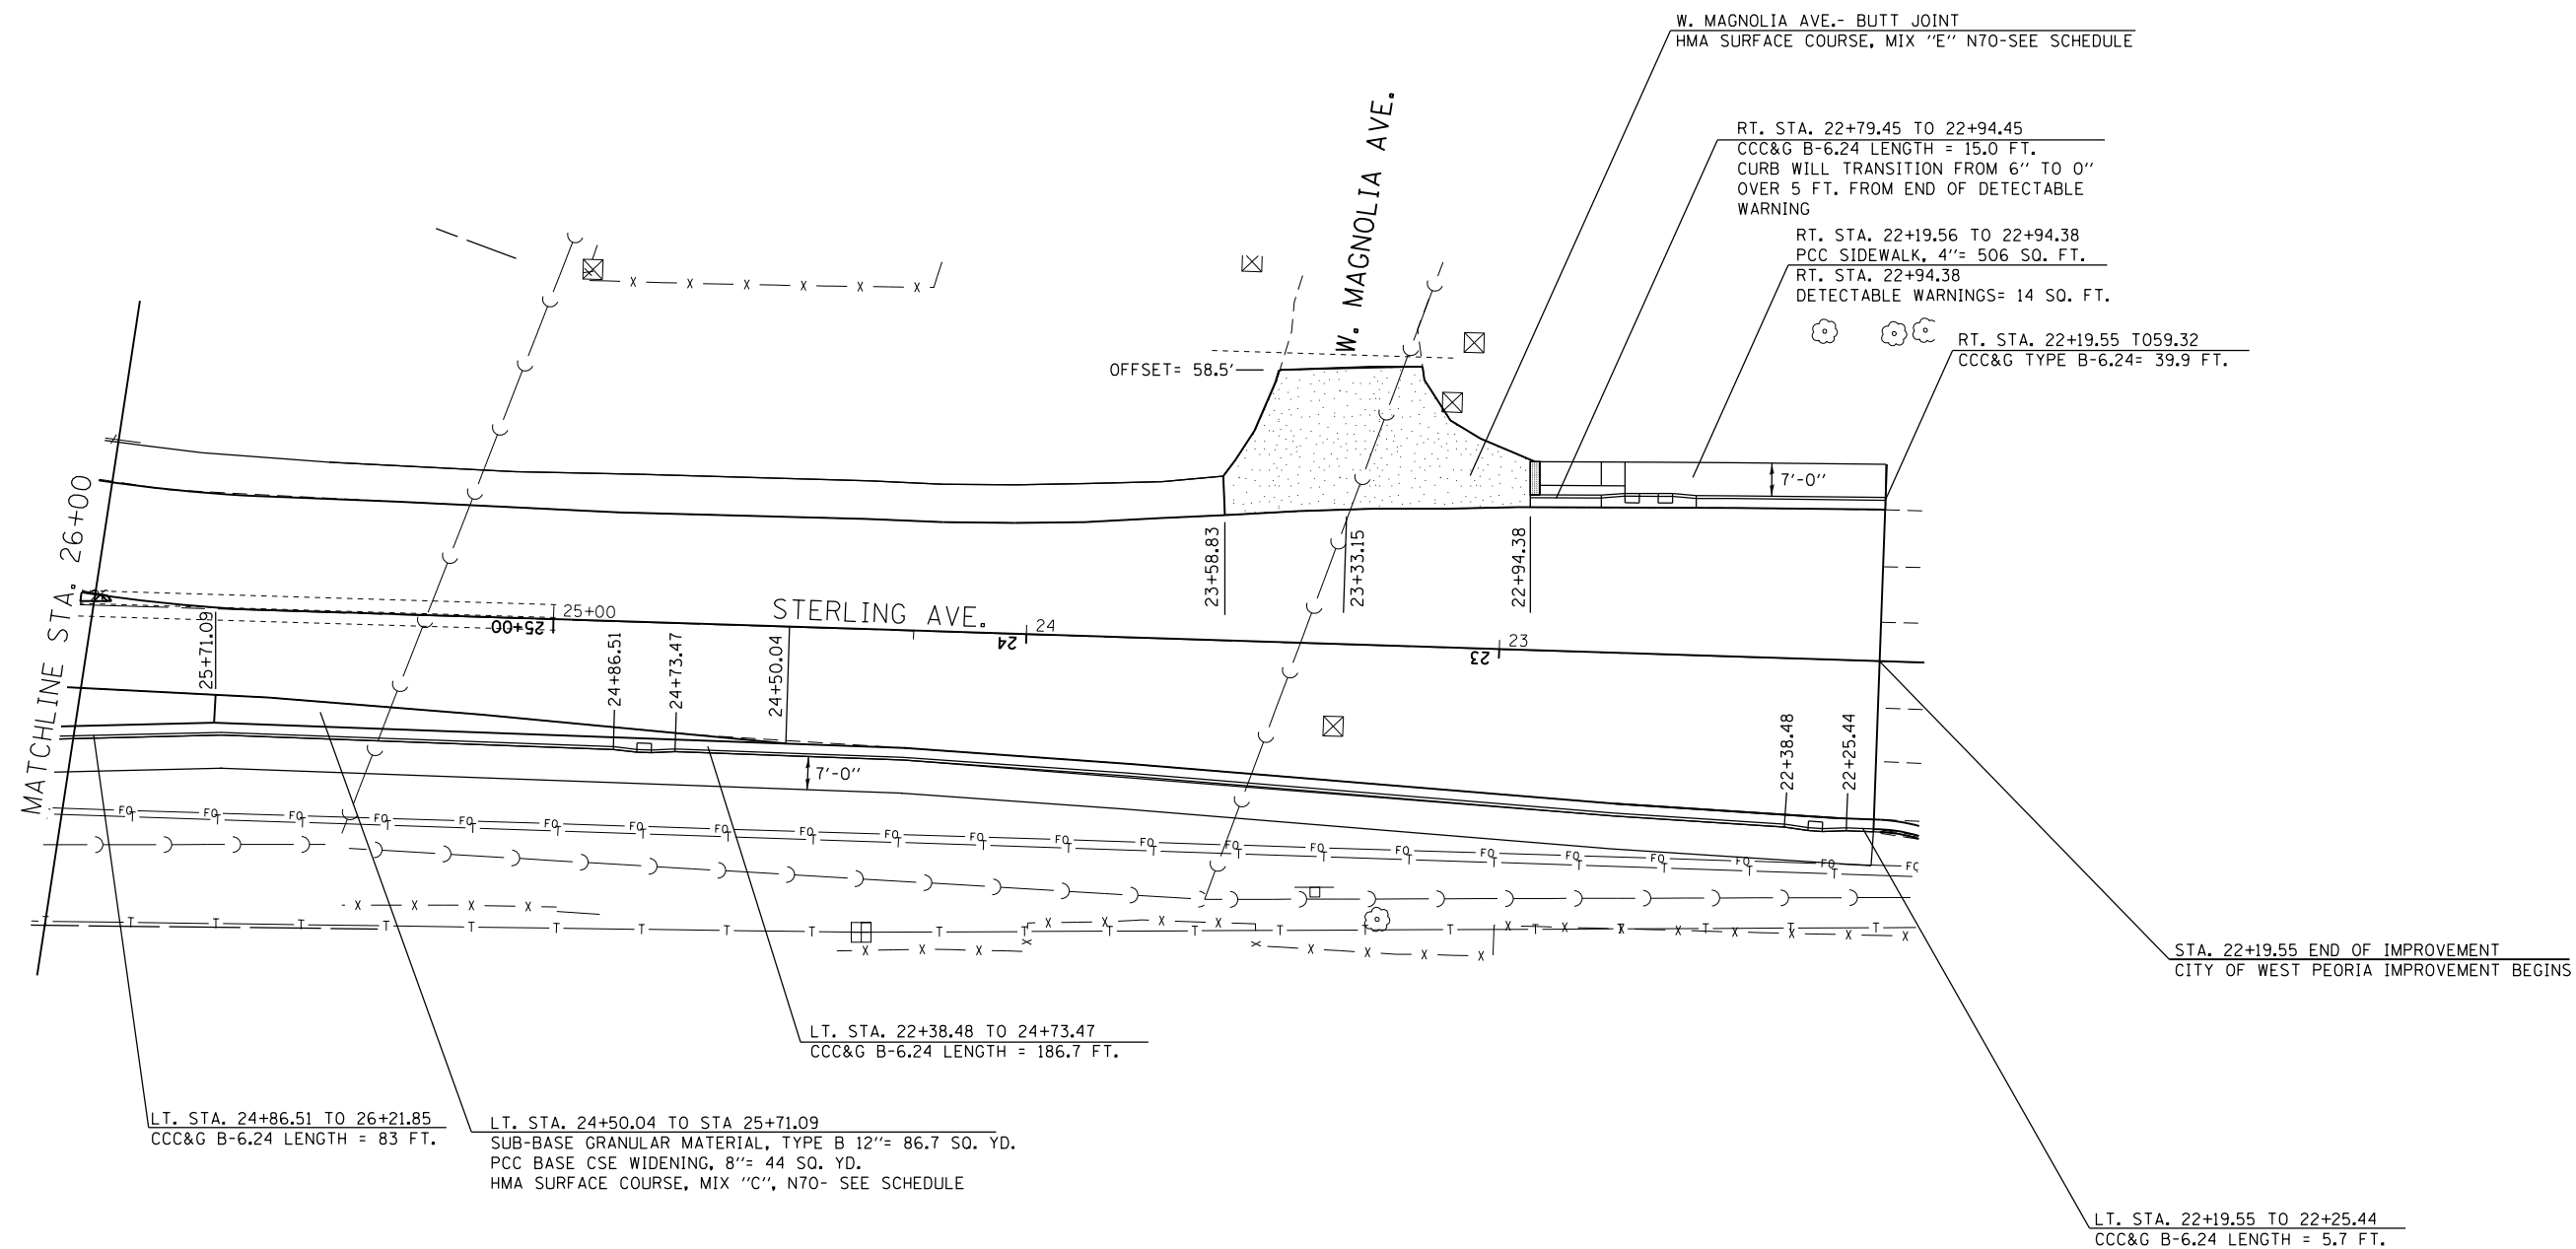 W. MAGNOLIA AVE.- BUTT JOINT
HMA SURFACE COURSE, MIX "E" N70-SEE SCHEDULE
RT. STA. 22+79.45 TO 22+94.45
CCC&G B-6.24 LENGTH = 15.0 FT.
CURB WILL TRANSITION FROM 6" TO 0"
OVER 5 FT. FROM END OF DETECTABLE
WARNING
RT. STA. 22+19.56 TO 22+94.38
PCC SIDEWALK, 4"= 506 SQ. FT.
RT. STA. 22+94.38
DETECTABLE WARNINGS= 14 SQ. FT.
RT. STA. 22+19.55 TO59.32
CCC&G TYPE B-6.24= 39.9 FT.
W. MAGNOLIA AVE.
OFFSET= 58.5'
7'-0"
MATCHLINE STA. 26+00
23+58.83
23+33.15
22+94.38
STERLING AVE.
25+00
25+00
24
24
23
23
25+71.09
24+86.51
24+73.47
24+50.04
22+38.48
22+25.44
7'-0"
STA. 22+19.55 END OF IMPROVEMENT
CITY OF WEST PEORIA IMPROVEMENT BEGINS
LT. STA. 22+38.48 TO 24+73.47
CCC&G B-6.24 LENGTH = 186.7 FT.
LT. STA. 24+86.51 TO 26+21.85
CCC&G B-6.24 LENGTH = 83 FT.
LT. STA. 24+50.04 TO STA 25+71.09
SUB-BASE GRANULAR MATERIAL, TYPE B 12"= 86.7 SQ. YD.
PCC BASE CSE WIDENING, 8"= 44 SQ. YD.
HMA SURFACE COURSE, MIX "C", N70- SEE SCHEDULE
LT. STA. 22+19.55 TO 22+25.44
CCC&G B-6.24 LENGTH = 5.7 FT.